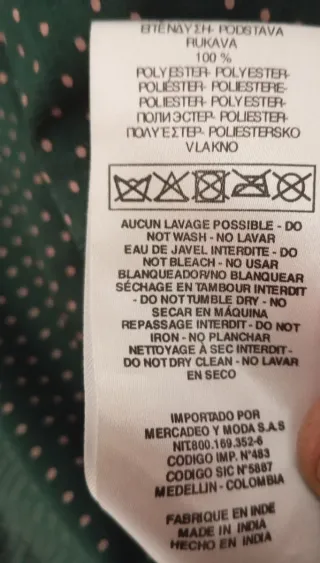 ΕΠΕΝΔΥΣΗ- PODSTAVA
RUKAVA
100 %
POLYESTER- POLYESTER-
POLIÉSTER- POLIESTERE-
POLIESTER- POLYESTER-
ПОЛИЭСТЕР- POLIESTER-
ΠΟΛΥΕΣΤΕΡ- POLIESTERSKO
VLAKNO
AUCUN LAVAGE POSSIBLE - DO
NOT WASH - NO LAVAR
EAU DE JAVEL INTERDITE - DO
NOT BLEACH - NO USAR
BLANQUEADOR/NO BLANQUEAR
SÉCHAGE EN TAMBOUR INTERDIT
- DO NOT TUMBLE DRY - NO
SECAR EN MÁQUINA
REPASSAGE INTERDIT - DO NOT
IRON - NO PLANCHAR
NETTOYAGE À SEC INTERDIT -
DO NOT DRY CLEAN - NO LAVAR
EN SECO
IMPORTADO POR
MERCADEO Y MODA S.A.S
NIT.800.169.352-6
CODIGO IMP. N°483
CODIGO SIC N°5887
MEDELLIN - COLOMBIA
FABRIQUE EN INDE
MADE IN INDIA
HECHO EN INDIA